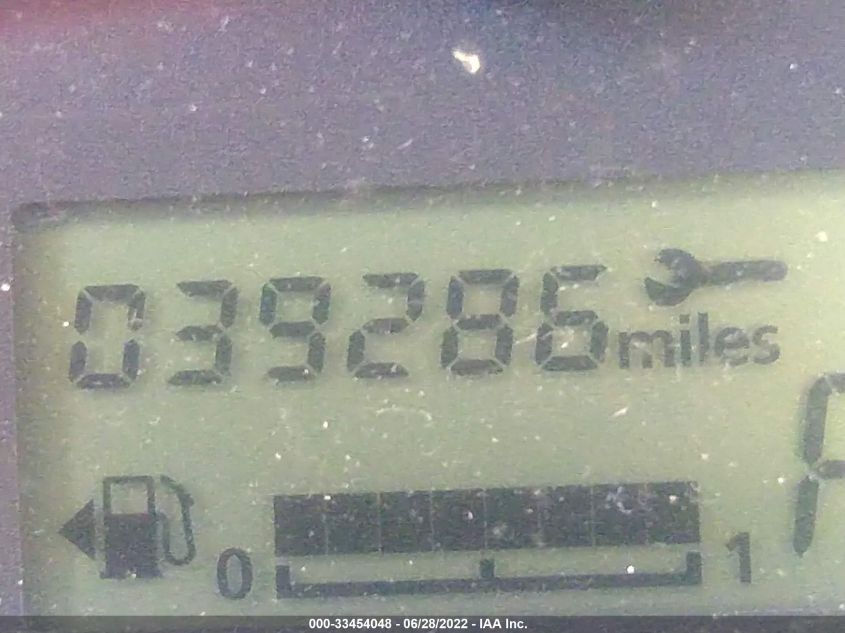 039286 miles
P
0 1
000-33454048 - 06/28/2022 - IAA Inc.